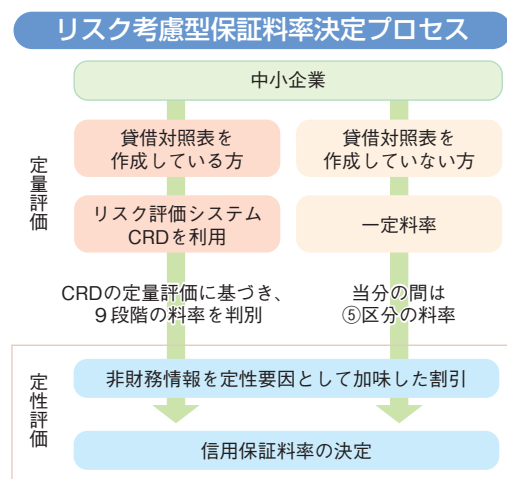 リスク考慮型保証料率決定プロセス
中小企業
定量評価
貸借対照表を
作成している方
貸借対照表を
作成していない方
リスク評価システム
CRDを利用
一定料率
CRDの定量評価に基づき、
９段階の料率を判別
当分の間は
⑤区分の料率
定性評価
非財務情報を定性要因として加味した割引
信用保証料率の決定